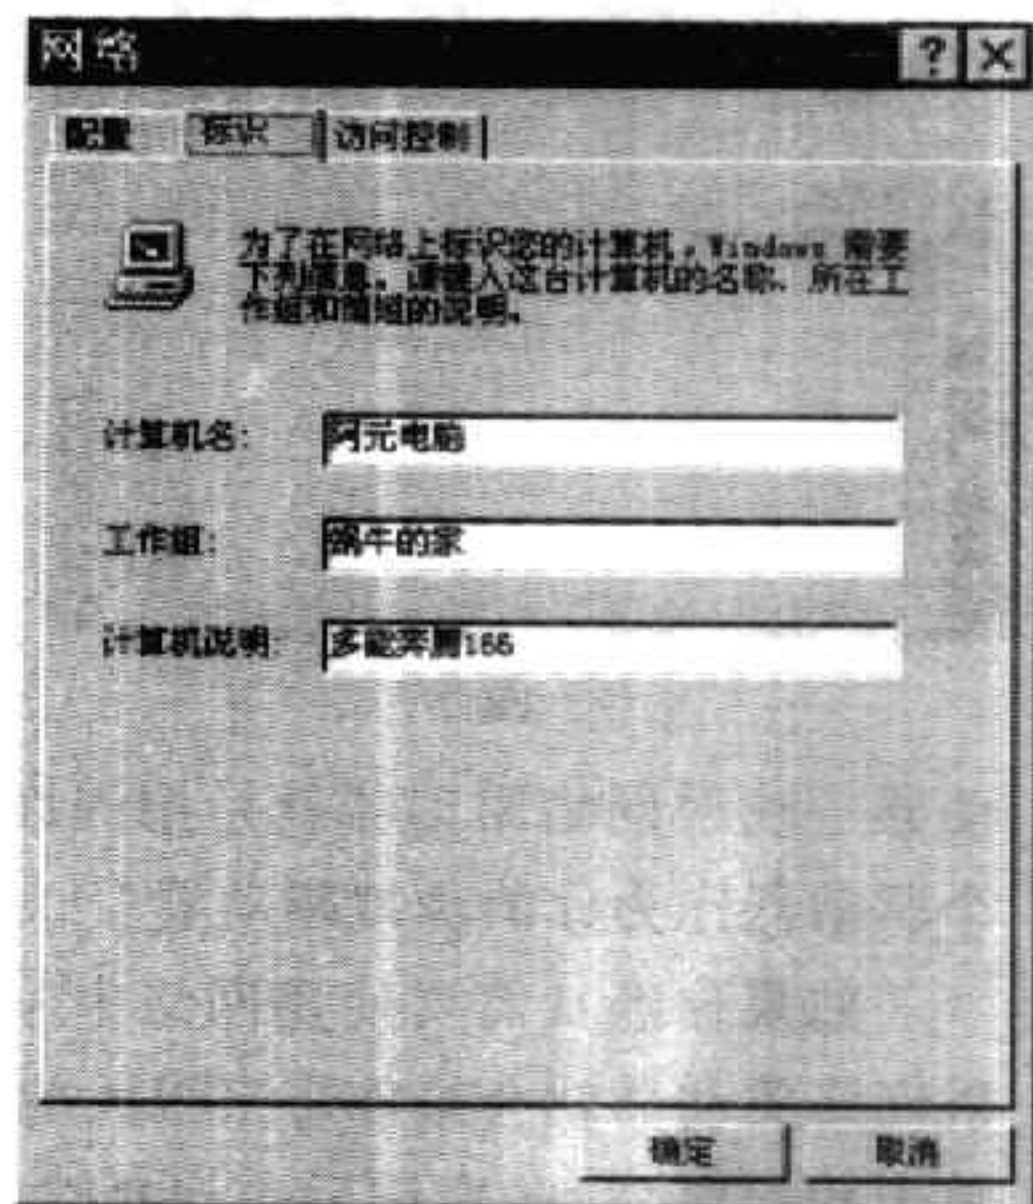 网络
配置 标识 访问控制
为了在网络上标识您的计算机，Windows 需要
下列信息。请键入这台计算机的名称、所在工
作组和简短的说明。
计算机名: 阿元电脑
工作组: 蜗牛的家
计算机说明: 多能奔腾166
确定 取消